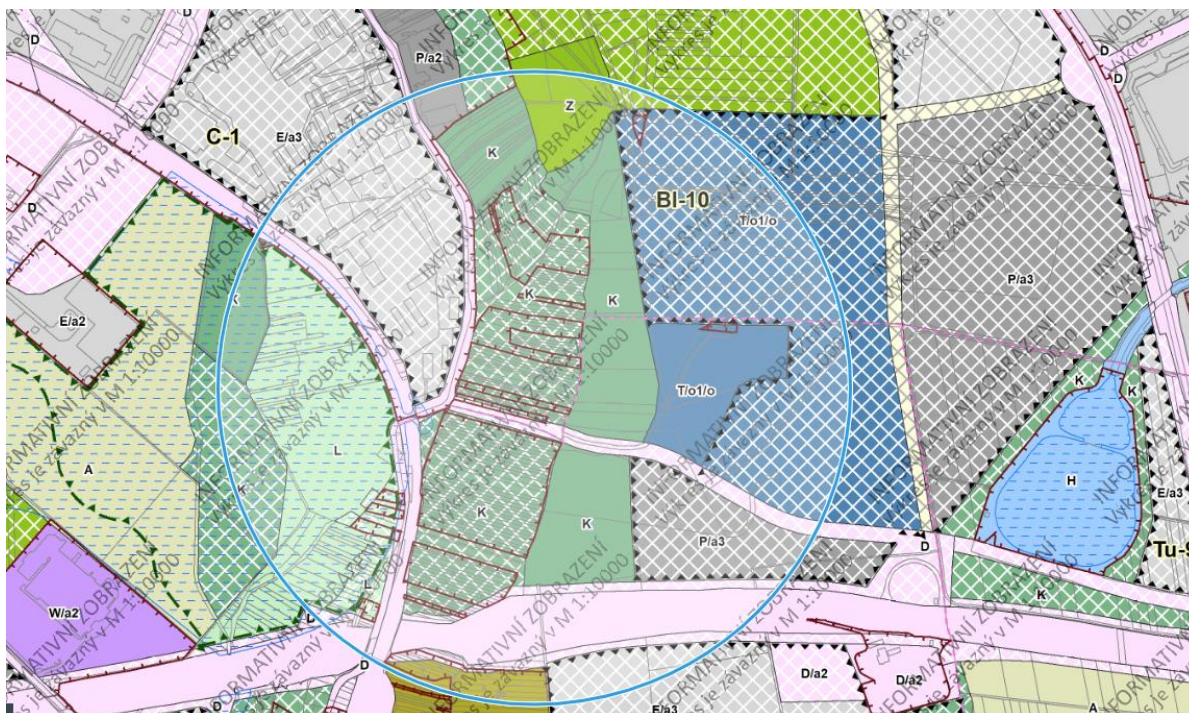 D
P/a2
D
D
C-1
E/a3
Z
K
BI-10
T/o1/o
P/a3
D
K
K
E/a2
K
T/o1/o
K
K
A
L
K
H
E/a3
K
P/a3
D
Tu-9
W/a2
L
K
D
D
D
D/a2
D/a2
E/a3
A
INFORMATIVNÍ ZOBRAZENÍ
Výkres je závazný v M 1:10000